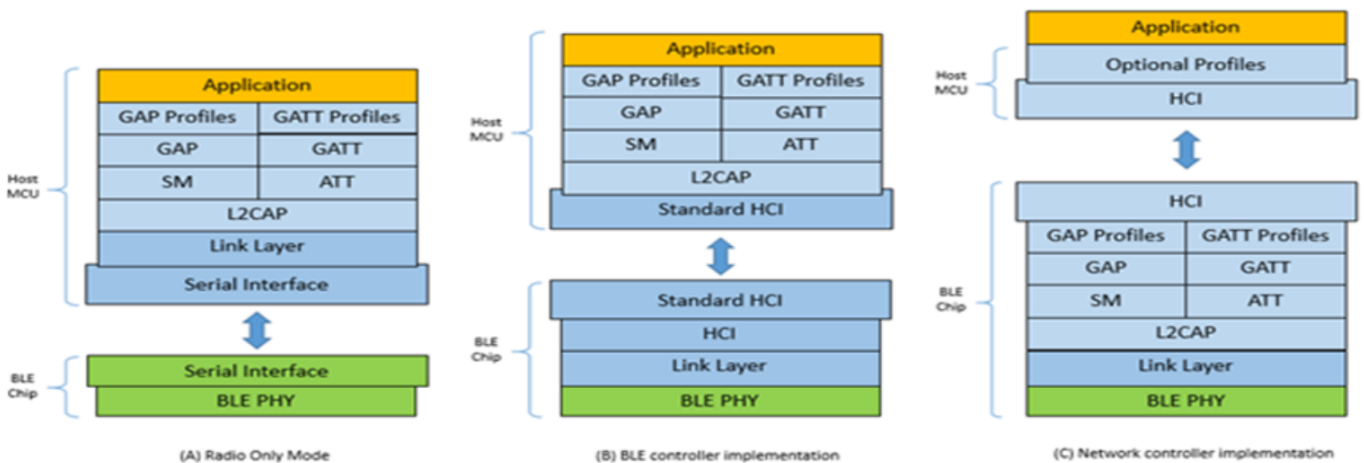 Application
GAP Profiles GATT Profiles
GAP GATT
SM ATT
L2CAP
Link Layer
Serial Interface
Host
MCU
Serial Interface
BLE PHY
BLE
Chip
(A) Radio Only Mode
Application
GAP Profiles GATT Profiles
GAP GATT
SM ATT
L2CAP
Standard HCI
Host
MCU
Standard HCI
HCI
Link Layer
BLE PHY
BLE
Chip
(B) BLE controller implementation
Application
Optional Profiles
HCI
Host
MCU
HCI
GAP Profiles GATT Profiles
GAP GATT
SM ATT
L2CAP
Link Layer
BLE PHY
BLE
Chip
(C) Network controller implementation